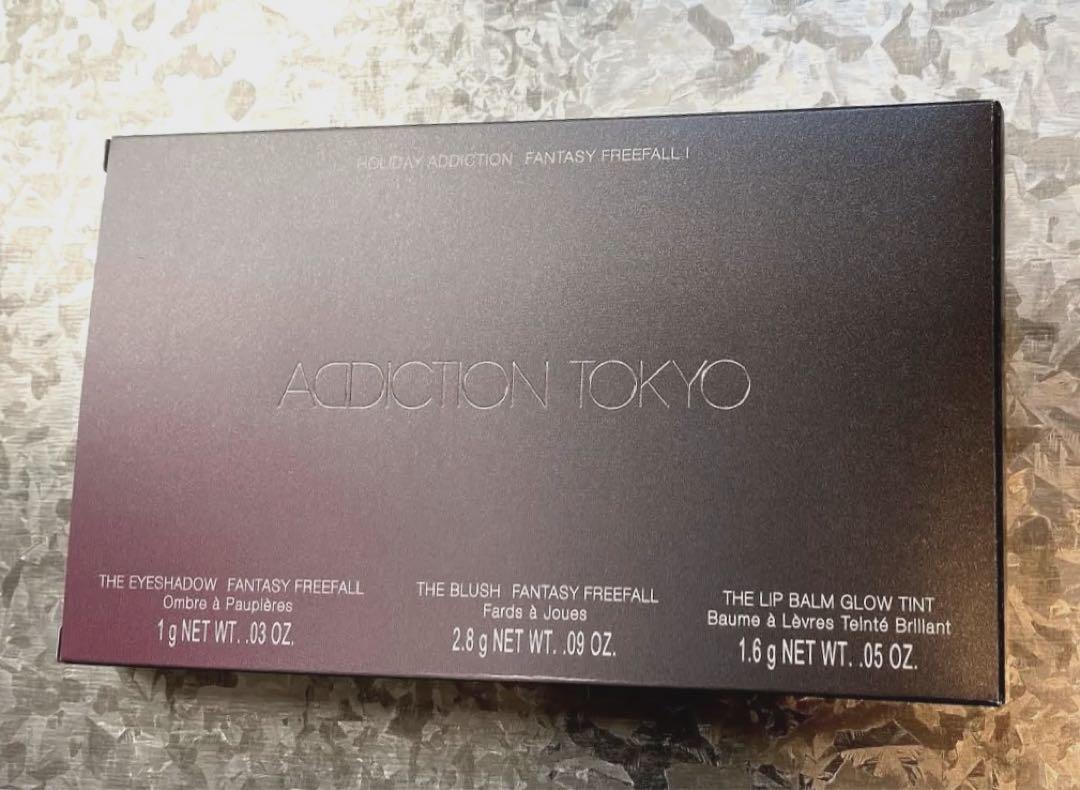 HOLIDAY ADDICTION FANTASY FREEFALL I
ADDICTION TOKYO
THE EYESHADOW FANTASY FREEFALL
Ombre à Paupières
1 g NET WT. .03 OZ.
THE BLUSH FANTASY FREEFALL
Fards à Joues
2.8 g NET WT. .09 OZ.
THE LIP BALM GLOW TINT
Baume à Lèvres Teinté Brillant
1.6 g NET WT. .05 OZ.